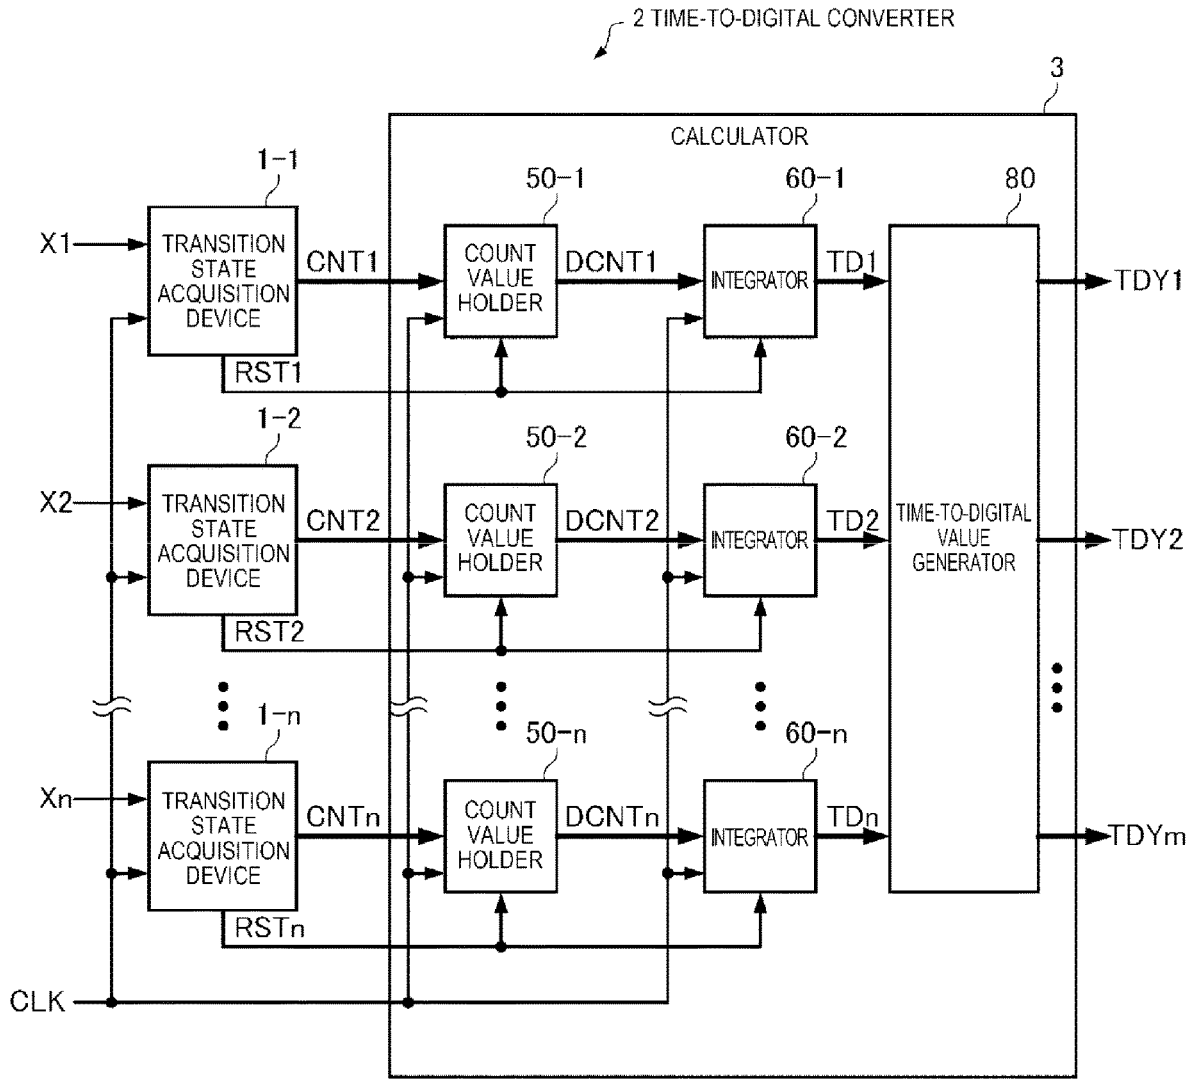 2 TIME-TO-DIGITAL CONVERTER
3
CALCULATOR
1-1
50-1
60-1
80
X1
TRANSITION
STATE
ACQUISITION
DEVICE
CNT1
COUNT
VALUE
HOLDER
DCNT1
INTEGRATOR
TD1
TDY1
RST1
1-2
50-2
60-2
X2
TRANSITION
STATE
ACQUISITION
DEVICE
CNT2
COUNT
VALUE
HOLDER
DCNT2
INTEGRATOR
TD2
TIME-TO-DIGITAL
VALUE
GENERATOR
TDY2
RST2
1-n
50-n
60-n
Xn
TRANSITION
STATE
ACQUISITION
DEVICE
CNTn
COUNT
VALUE
HOLDER
DCNTn
INTEGRATOR
TDn
TDYm
RSTn
CLK